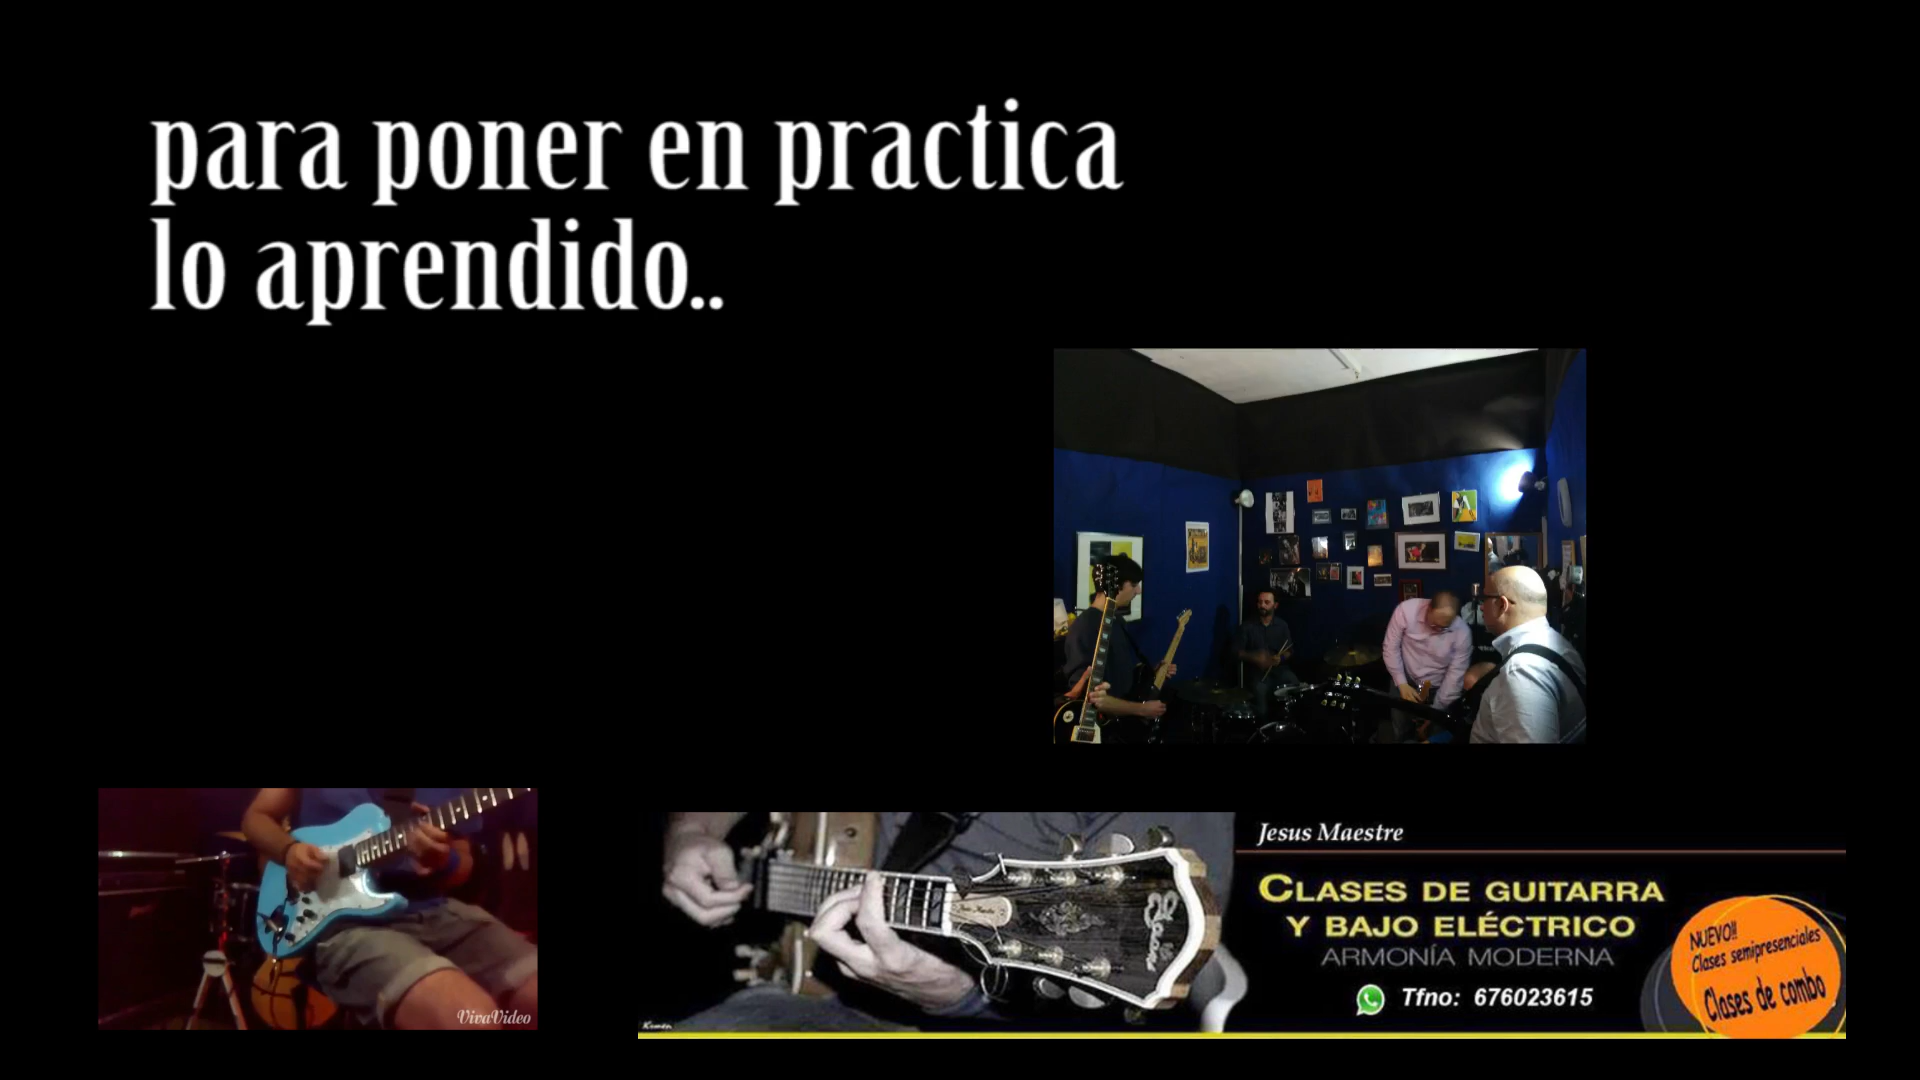 para poner en practica
lo aprendido..
VivaVideo
Jesus Maestre
CLASES DE GUITARRA
Y BAJO ELÉCTRICO
ARMONÍA MODERNA
Tfno: 676023615
NUEVO!!
Clases semipresenciales
Clases de combo